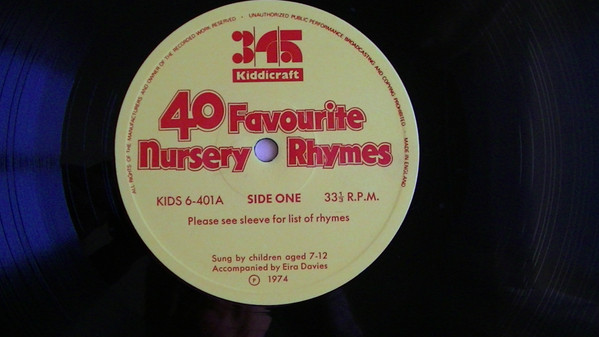 ALL RIGHTS OF THE MANUFACTURERS AND OWNER OF THE RECORDED WORK RESERVED • UNAUTHORIZED PUBLIC PERFORMANCE BROADCASTING AND COPYING PROHIBITED • MADE IN ENGLAND
345
Kiddicraft
40 Favourite
Nursery Rhymes
KIDS 6-401A SIDE ONE 33⅓ R.P.M.
Please see sleeve for list of rhymes
Sung by children aged 7-12
Accompanied by Eira Davies
Ⓟ 1974